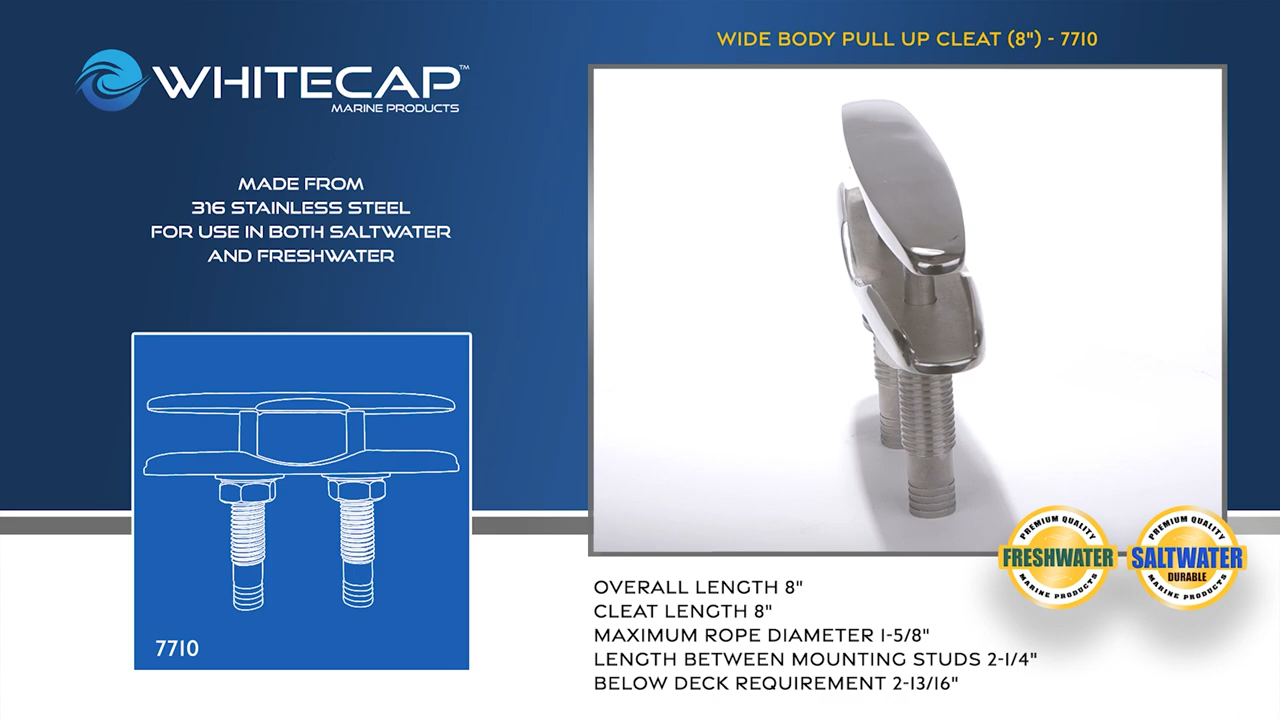 WHITECAP™
MARINE PRODUCTS
MADE FROM
316 STAINLESS STEEL
FOR USE IN BOTH SALTWATER
AND FRESHWATER
7710
WIDE BODY PULL UP CLEAT (8") - 7710
PREMIUM QUALITY
FRESHWATER
MARINE PRODUCTS
PREMIUM QUALITY
SALTWATER
DURABLE
MARINE PRODUCTS
OVERALL LENGTH 8"
CLEAT LENGTH 8"
MAXIMUM ROPE DIAMETER 1-5/8"
LENGTH BETWEEN MOUNTING STUDS 2-1/4"
BELOW DECK REQUIREMENT 2-13/16"